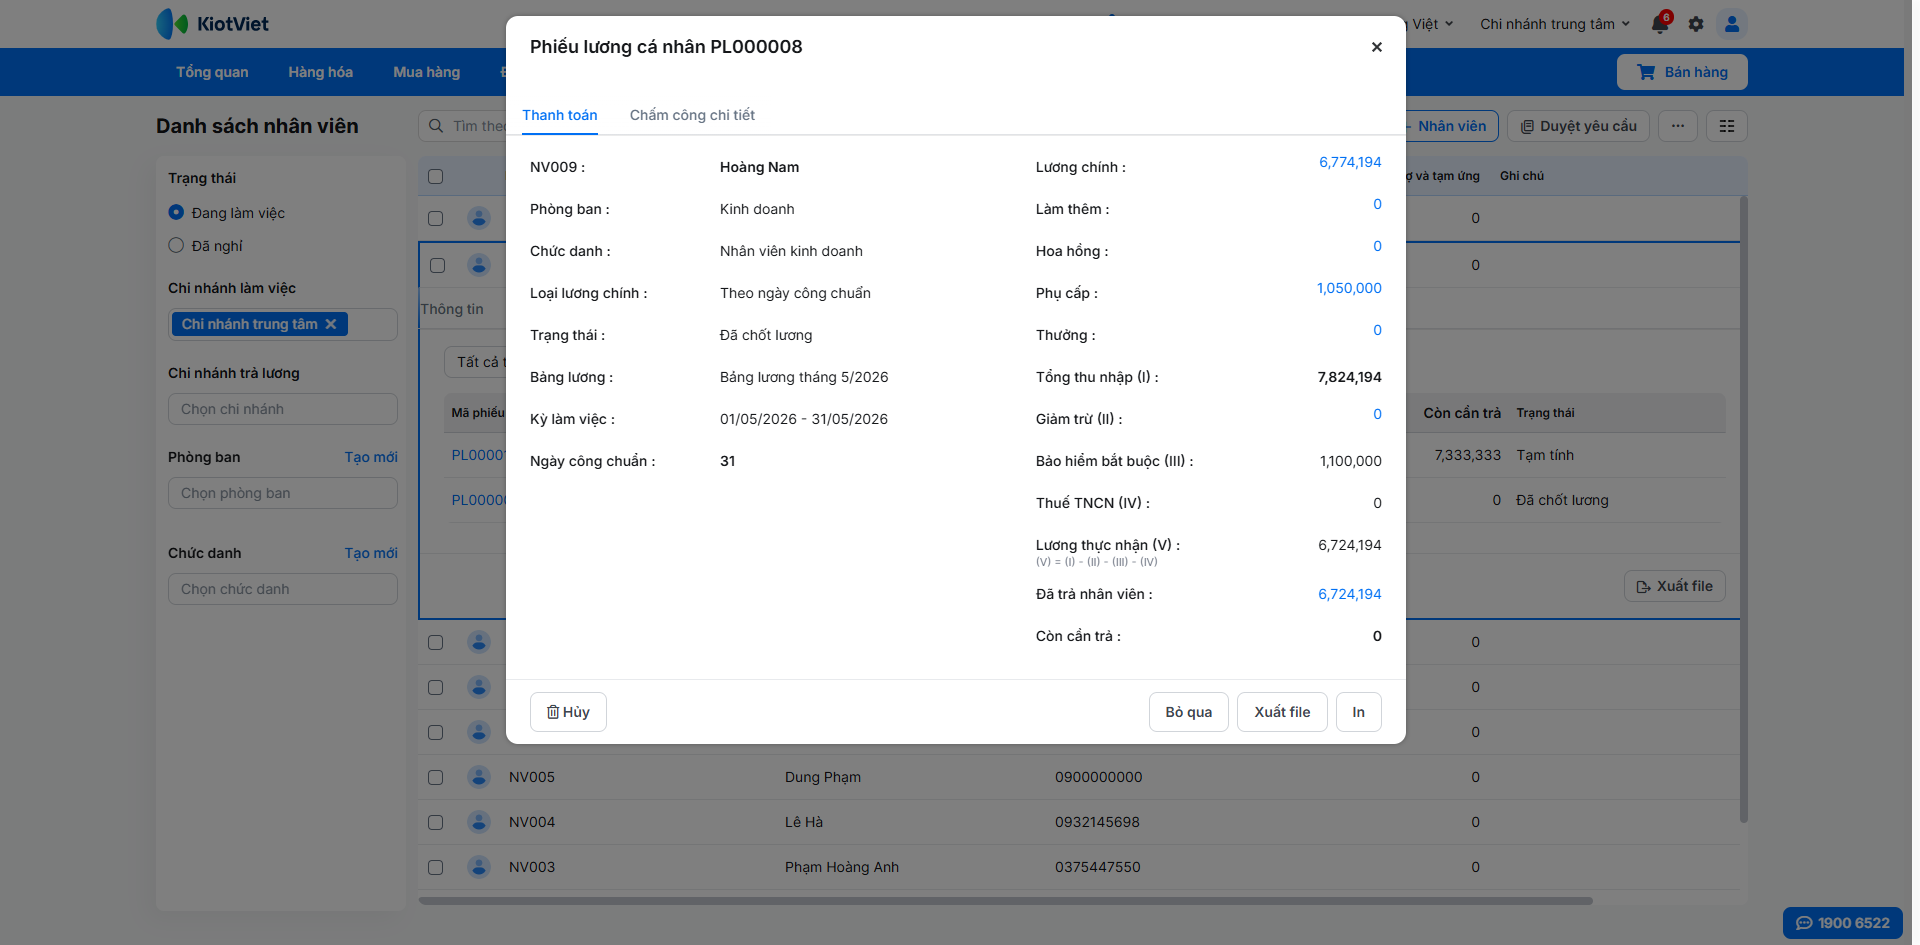 KiotViet
Việt
Chi nhánh trung tâm
6
Tổng quan
Hàng hóa
Mua hàng
Bán hàng
Danh sách nhân viên
Tìm the
Nhân viên
Duyệt yêu cầu
Trạng thái
Đang làm việc
Đã nghỉ
Chi nhánh làm việc
Chi nhánh trung tâm
Chi nhánh trả lương
Chọn chi nhánh
Phòng ban
Tạo mới
Chọn phòng ban
Chức danh
Tạo mới
Chọn chức danh
và tạm ứng
Ghi chú
0
0
Thông tin
Tất cả
Mã phiếu
Còn cần trả
Trạng thái
PL0000
7,333,333
Tạm tính
PL0000
0
Đã chốt lương
Xuất file
0
0
0
NV005
Dung Phạm
0900000000
0
NV004
Lê Hà
0932145698
0
NV003
Phạm Hoàng Anh
0375447550
0
Phiếu lương cá nhân PL000008
Thanh toán
Chấm công chi tiết
NV009 :
Hoàng Nam
Phòng ban :
Kinh doanh
Chức danh :
Nhân viên kinh doanh
Loại lương chính :
Theo ngày công chuẩn
Trạng thái :
Đã chốt lương
Bảng lương :
Bảng lương tháng 5/2026
Kỳ làm việc :
01/05/2026 - 31/05/2026
Ngày công chuẩn :
31
Lương chính :
6,774,194
Làm thêm :
0
Hoa hồng :
0
Phụ cấp :
1,050,000
Thưởng :
0
Tổng thu nhập (I) :
7,824,194
Giảm trừ (II) :
0
Bảo hiểm bắt buộc (III) :
1,100,000
Thuế TNCN (IV) :
0
Lương thực nhận (V) :
6,724,194
(V) = (I) - (II) - (III) - (IV)
Đã trả nhân viên :
6,724,194
Còn cần trả :
0
Hủy
Bỏ qua
Xuất file
In
1900 6522